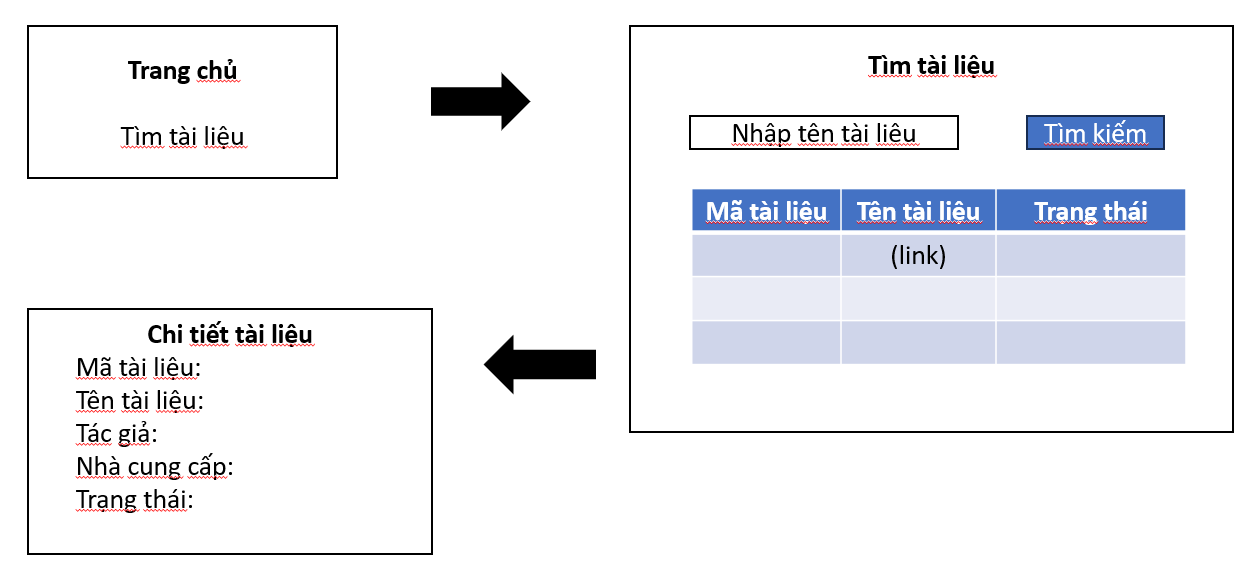 Trang chủ
Tìm tài liệu
Tìm tài liệu
Nhập tên tài liêu
Tìm kiếm
Mã tài liệu Tên tài liệu Trạng thái
(link)
Chi tiết tài liệu
Mã tài liệu:
Tên tài liệu:
Tác giả:
Nhà cung cấp:
Trạng thái: